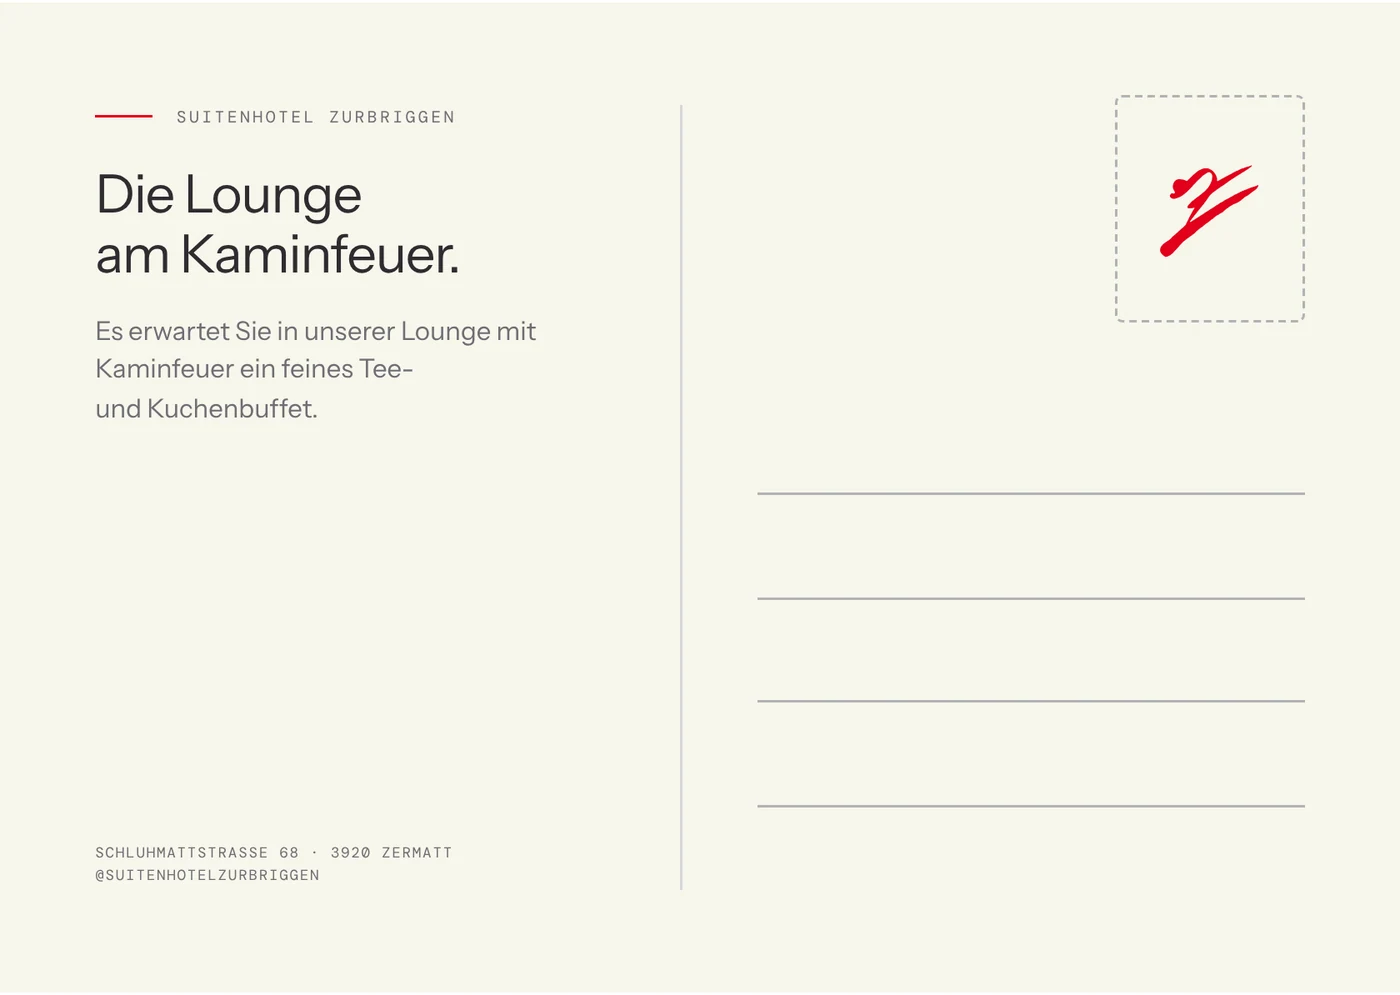 SUITENHOTEL ZURBRIGGEN
Die Lounge
am Kaminfeuer.
Es erwartet Sie in unserer Lounge mit
Kaminfeuer ein feines Tee-
und Kuchenbuffet.
SCHLUHMATTSTRASSE 68 · 3920 ZERMATT
@SUITENHOTELZURBRIGGEN